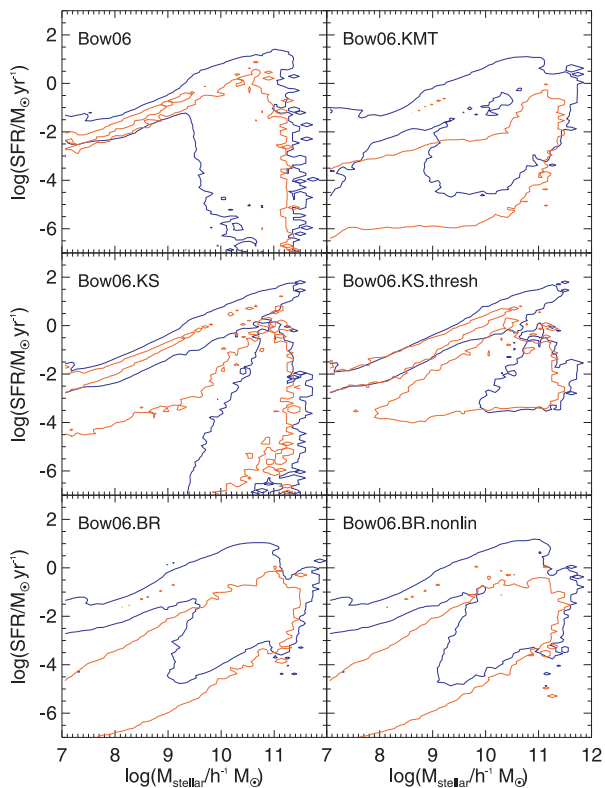 Bow06
Bow06.KMT
2
0
-2
-4
-6
log(SFR/M☉ yr⁻¹)
Bow06.KS
Bow06.KS.thresh
2
0
-2
-4
-6
log(SFR/M☉ yr⁻¹)
Bow06.BR
Bow06.BR.nonlin
2
0
-2
-4
-6
log(SFR/M☉ yr⁻¹)
7 8 9 10 11 7 8 9 10 11 12
log(Mstellar/h⁻¹ M☉) log(Mstellar/h⁻¹ M☉)